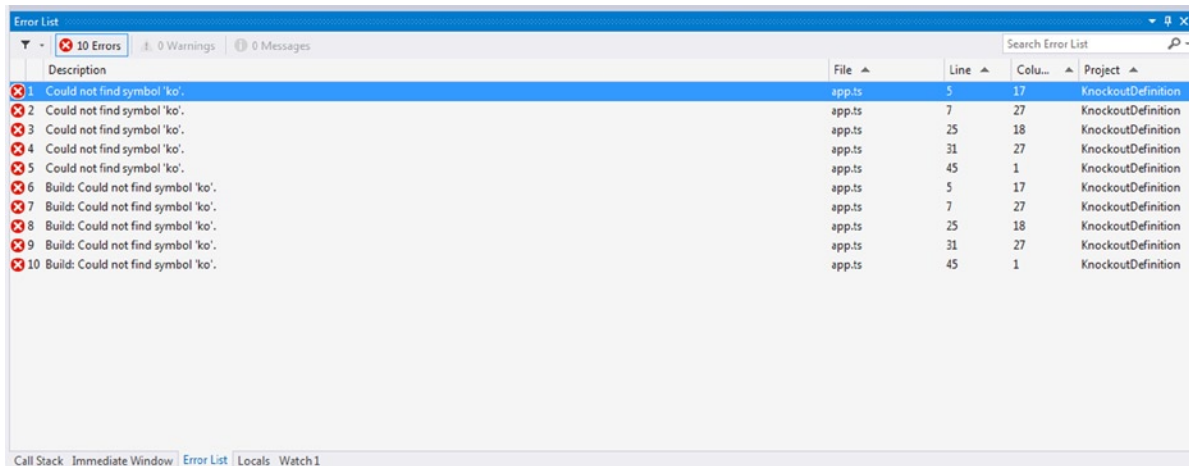 Error List
10 Errors 0 Warnings 0 Messages Search Error List
Description File Line Colu... Project
1 Could not find symbol 'ko'. app.ts 5 17 KnockoutDefinition
2 Could not find symbol 'ko'. app.ts 7 27 KnockoutDefinition
3 Could not find symbol 'ko'. app.ts 25 18 KnockoutDefinition
4 Could not find symbol 'ko'. app.ts 31 27 KnockoutDefinition
5 Could not find symbol 'ko'. app.ts 45 1 KnockoutDefinition
6 Build: Could not find symbol 'ko'. app.ts 5 17 KnockoutDefinition
7 Build: Could not find symbol 'ko'. app.ts 7 27 KnockoutDefinition
8 Build: Could not find symbol 'ko'. app.ts 25 18 KnockoutDefinition
9 Build: Could not find symbol 'ko'. app.ts 31 27 KnockoutDefinition
10 Build: Could not find symbol 'ko'. app.ts 45 1 KnockoutDefinition
Call Stack Immediate Window Error List Locals Watch 1